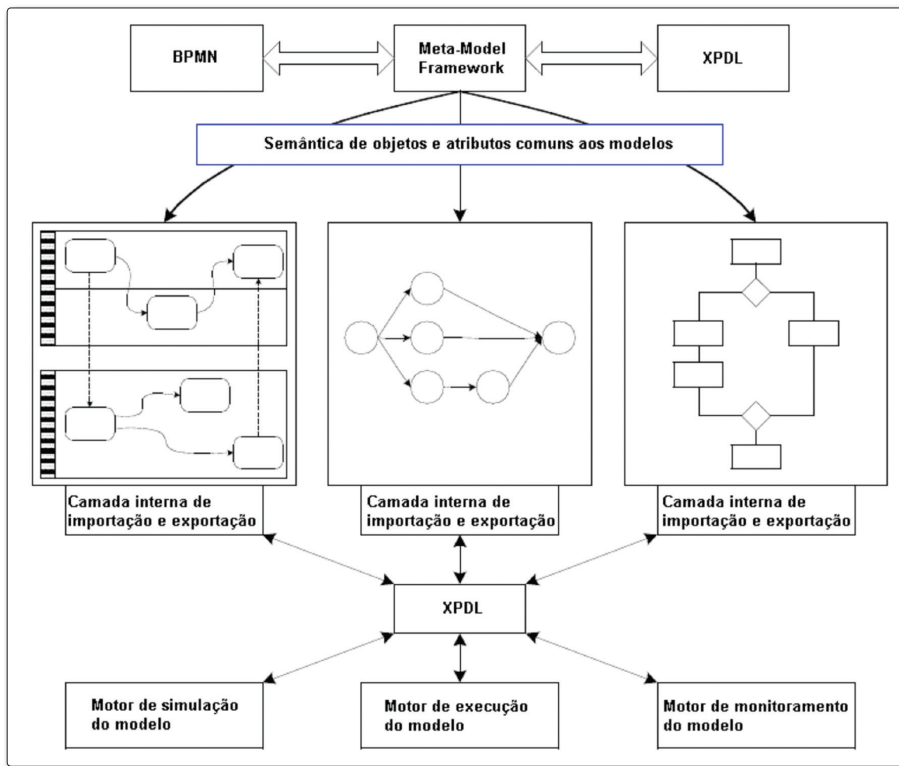 BPMN
Meta-Model
Framework
XPDL
Semântica de objetos e atributos comuns aos modelos
Camada interna de
importação e exportação
Camada interna de
importação e exportação
Camada interna de
importação e exportação
XPDL
Motor de simulação
do modelo
Motor de execução
do modelo
Motor de monitoramento
do modelo